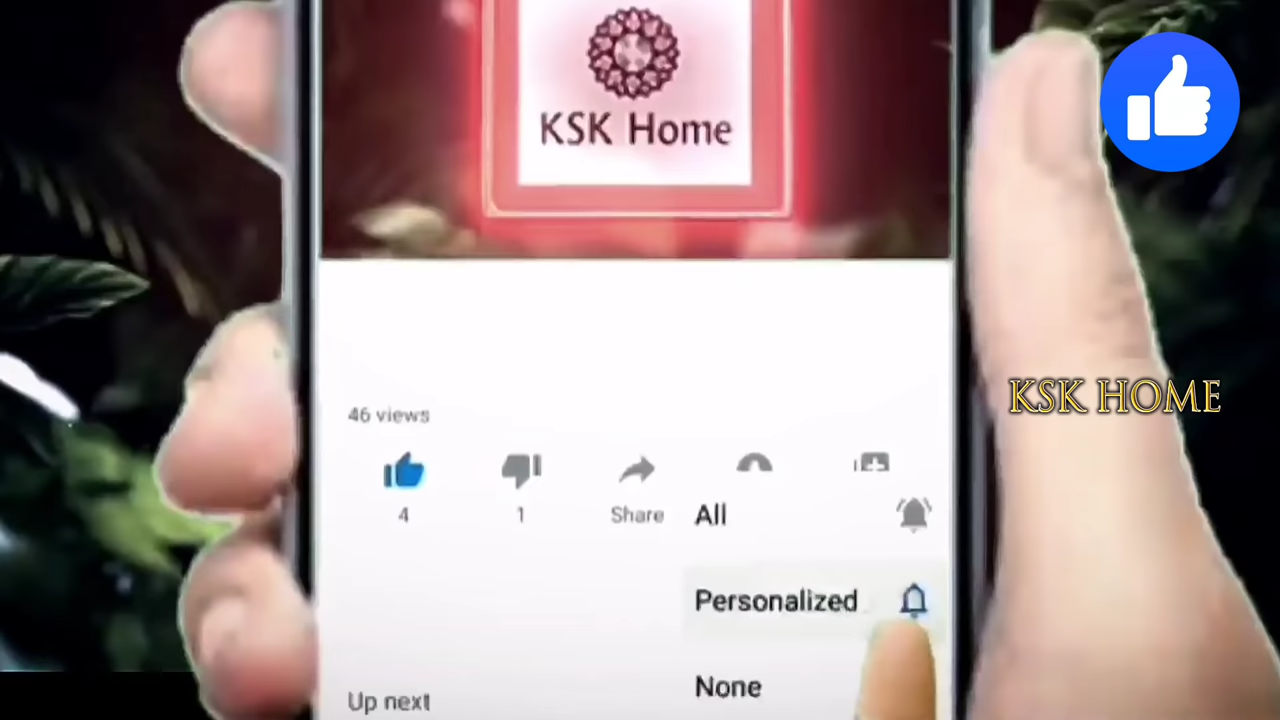 KSK Home
KSK HOME
46 views
4
1
Share
All
Personalized
None
Up next